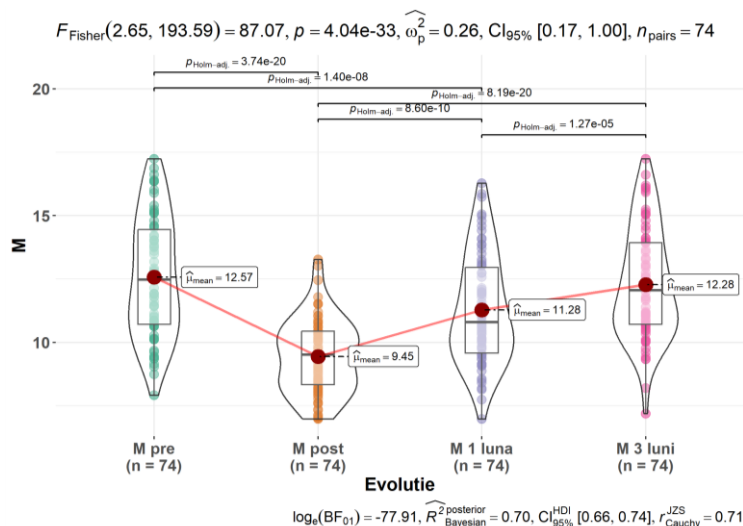 F_Fisher(2.65, 193.59) = 87.07, p = 4.04e-33, ω̂²_p = 0.26, CI_95% [0.17, 1.00], n_pairs = 74
p_Holm-adj. = 3.74e-20
p_Holm-adj. = 1.40e-08
p_Holm-adj. = 8.19e-20
p_Holm-adj. = 8.60e-10
p_Holm-adj. = 1.27e-05
20
15
10
M
μ̂_mean = 12.57
μ̂_mean = 9.45
μ̂_mean = 11.28
μ̂_mean = 12.28
M pre M post M 1 luna M 3 luni
(n = 74) (n = 74) (n = 74) (n = 74)
Evolutie
log_e(BF_01) = -77.91, R̂²_Bayesian^posterior = 0.70, CI_95%^HDI [0.66, 0.74], r_Cauchy^JZS = 0.71